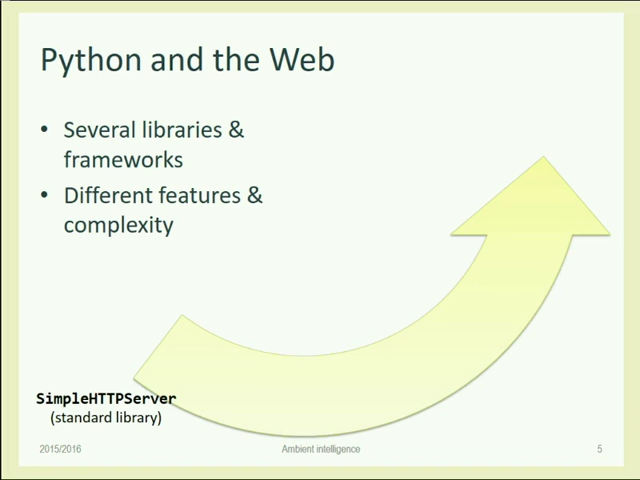 Python and the Web
• Several libraries &
frameworks
• Different features &
complexity
SimpleHTTPServer
(standard library)
2015/2016 Ambient intelligence 5